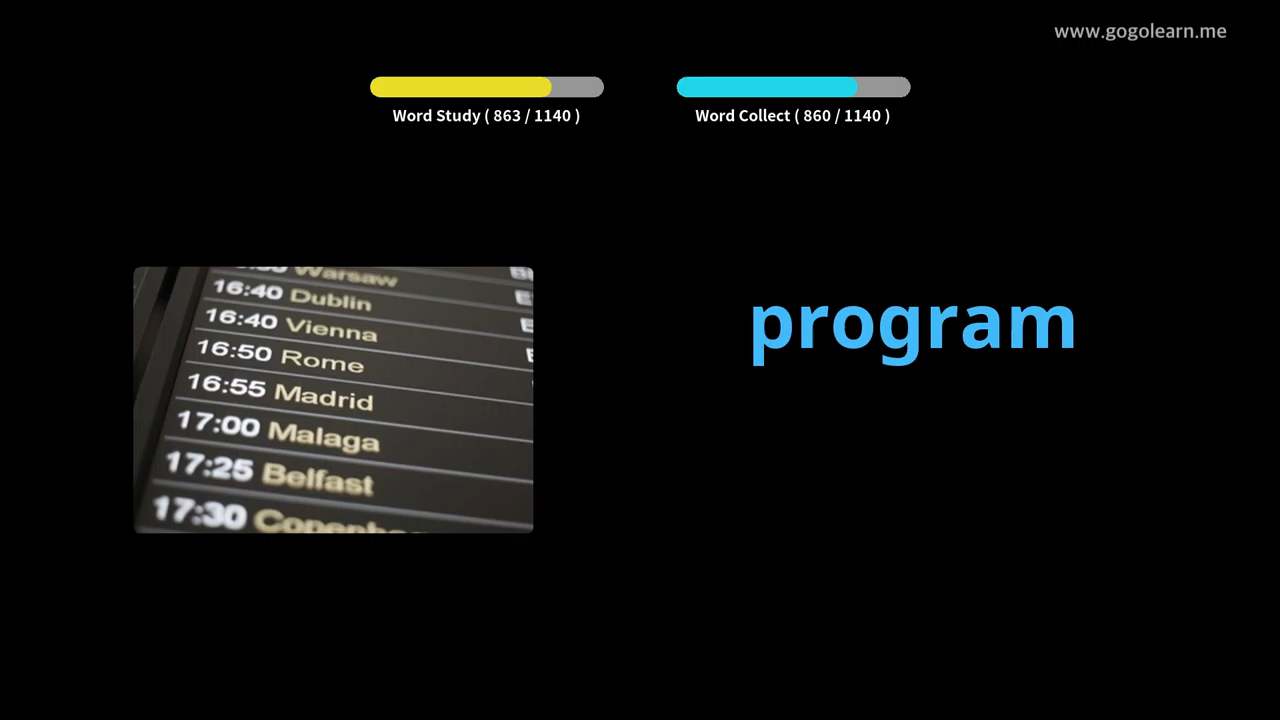 www.gogolearn.me
Word Study ( 863 / 1140 )
Word Collect ( 860 / 1140 )
Warsaw
16:40 Dublin
16:40 Vienna
16:50 Rome
16:55 Madrid
17:00 Malaga
17:25 Belfast
17:30
program